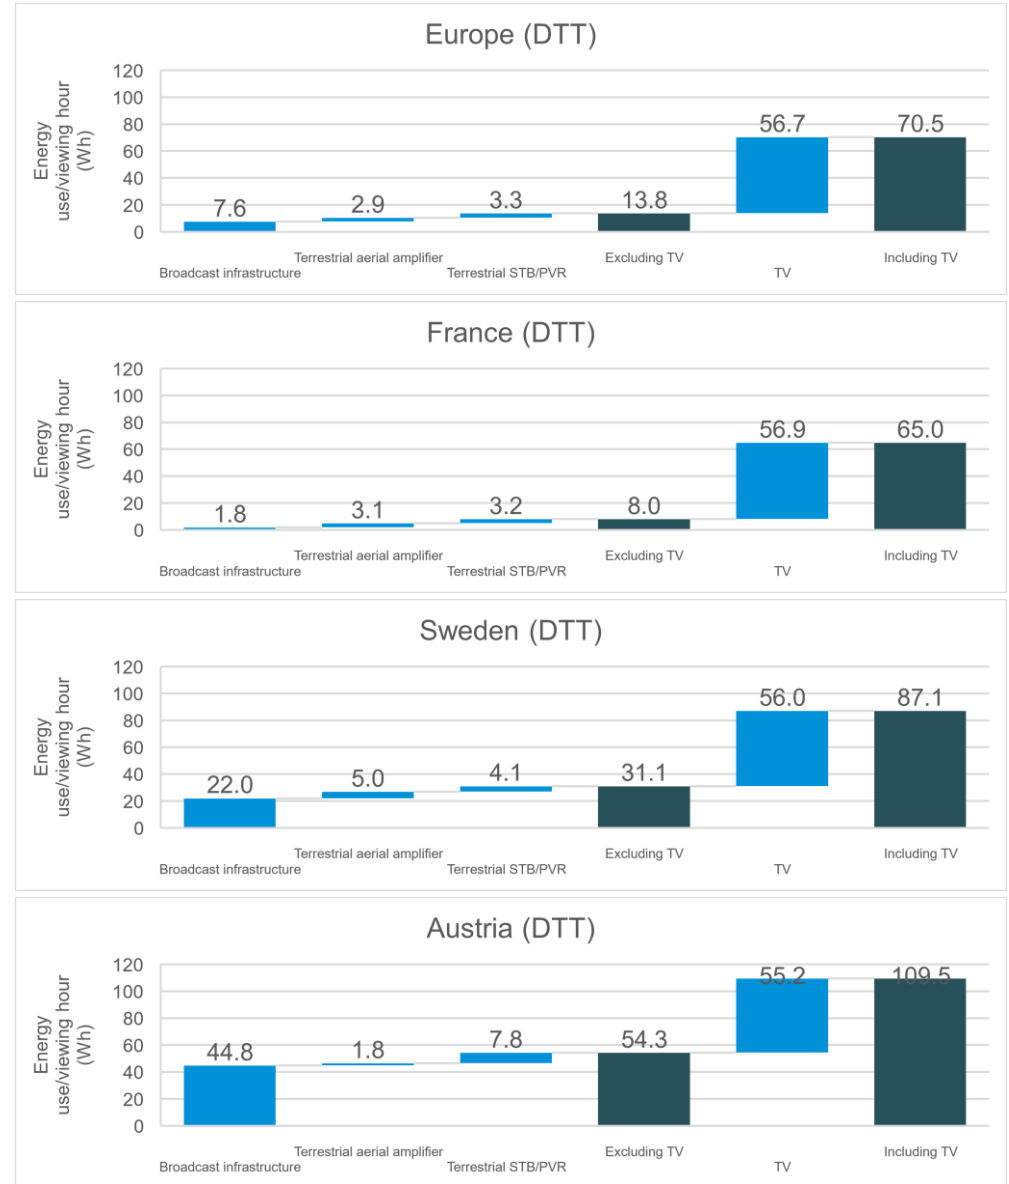 Europe (DTT)
Energy
use/viewing hour
(Wh)
120
100
80
60
40
20
0
7.6
2.9
3.3
13.8
56.7
70.5
Terrestrial aerial amplifier
Excluding TV
Including TV
Broadcast infrastructure
Terrestrial STB/PVR
TV
France (DTT)
Energy
use/viewing hour
(Wh)
120
100
80
60
40
20
0
1.8
3.1
3.2
8.0
56.9
65.0
Terrestrial aerial amplifier
Excluding TV
Including TV
Broadcast infrastructure
Terrestrial STB/PVR
TV
Sweden (DTT)
Energy
use/viewing hour
(Wh)
120
100
80
60
40
20
0
22.0
5.0
4.1
31.1
56.0
87.1
Terrestrial aerial amplifier
Excluding TV
Including TV
Broadcast infrastructure
Terrestrial STB/PVR
TV
Austria (DTT)
Energy
use/viewing hour
(Wh)
120
100
80
60
40
20
0
44.8
1.8
7.8
54.3
55.2
109.5
Terrestrial aerial amplifier
Excluding TV
Including TV
Broadcast infrastructure
Terrestrial STB/PVR
TV